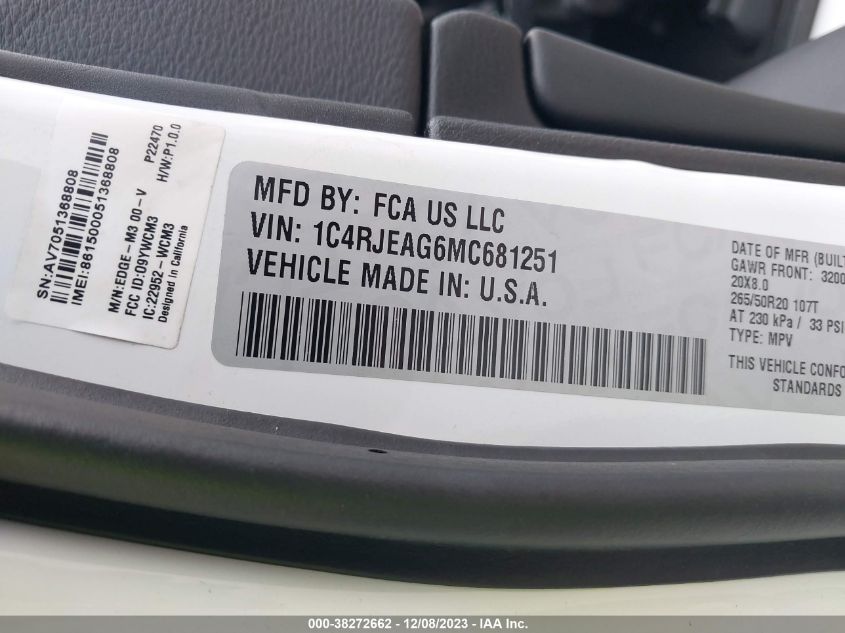 SN:AV7051368808
IMEI:861500051368808
M/N:EDGE-M3 00-V P22470
FCC ID:O9YWCM3 H/W:P1.0.0
IC:22952-WCM3
Designed in California
MFD BY: FCA US LLC
VIN: 1C4RJEAG6MC681251
VEHICLE MADE IN: U.S.A.
DATE OF MFR (BUILT
GAWR FRONT: 3200
20X8.0
265/50R20 107T
AT 230 kPa / 33 PSI
TYPE: MPV
THIS VEHICLE CONFO
STANDARDS
000-38272662 - 12/08/2023 - IAA Inc.